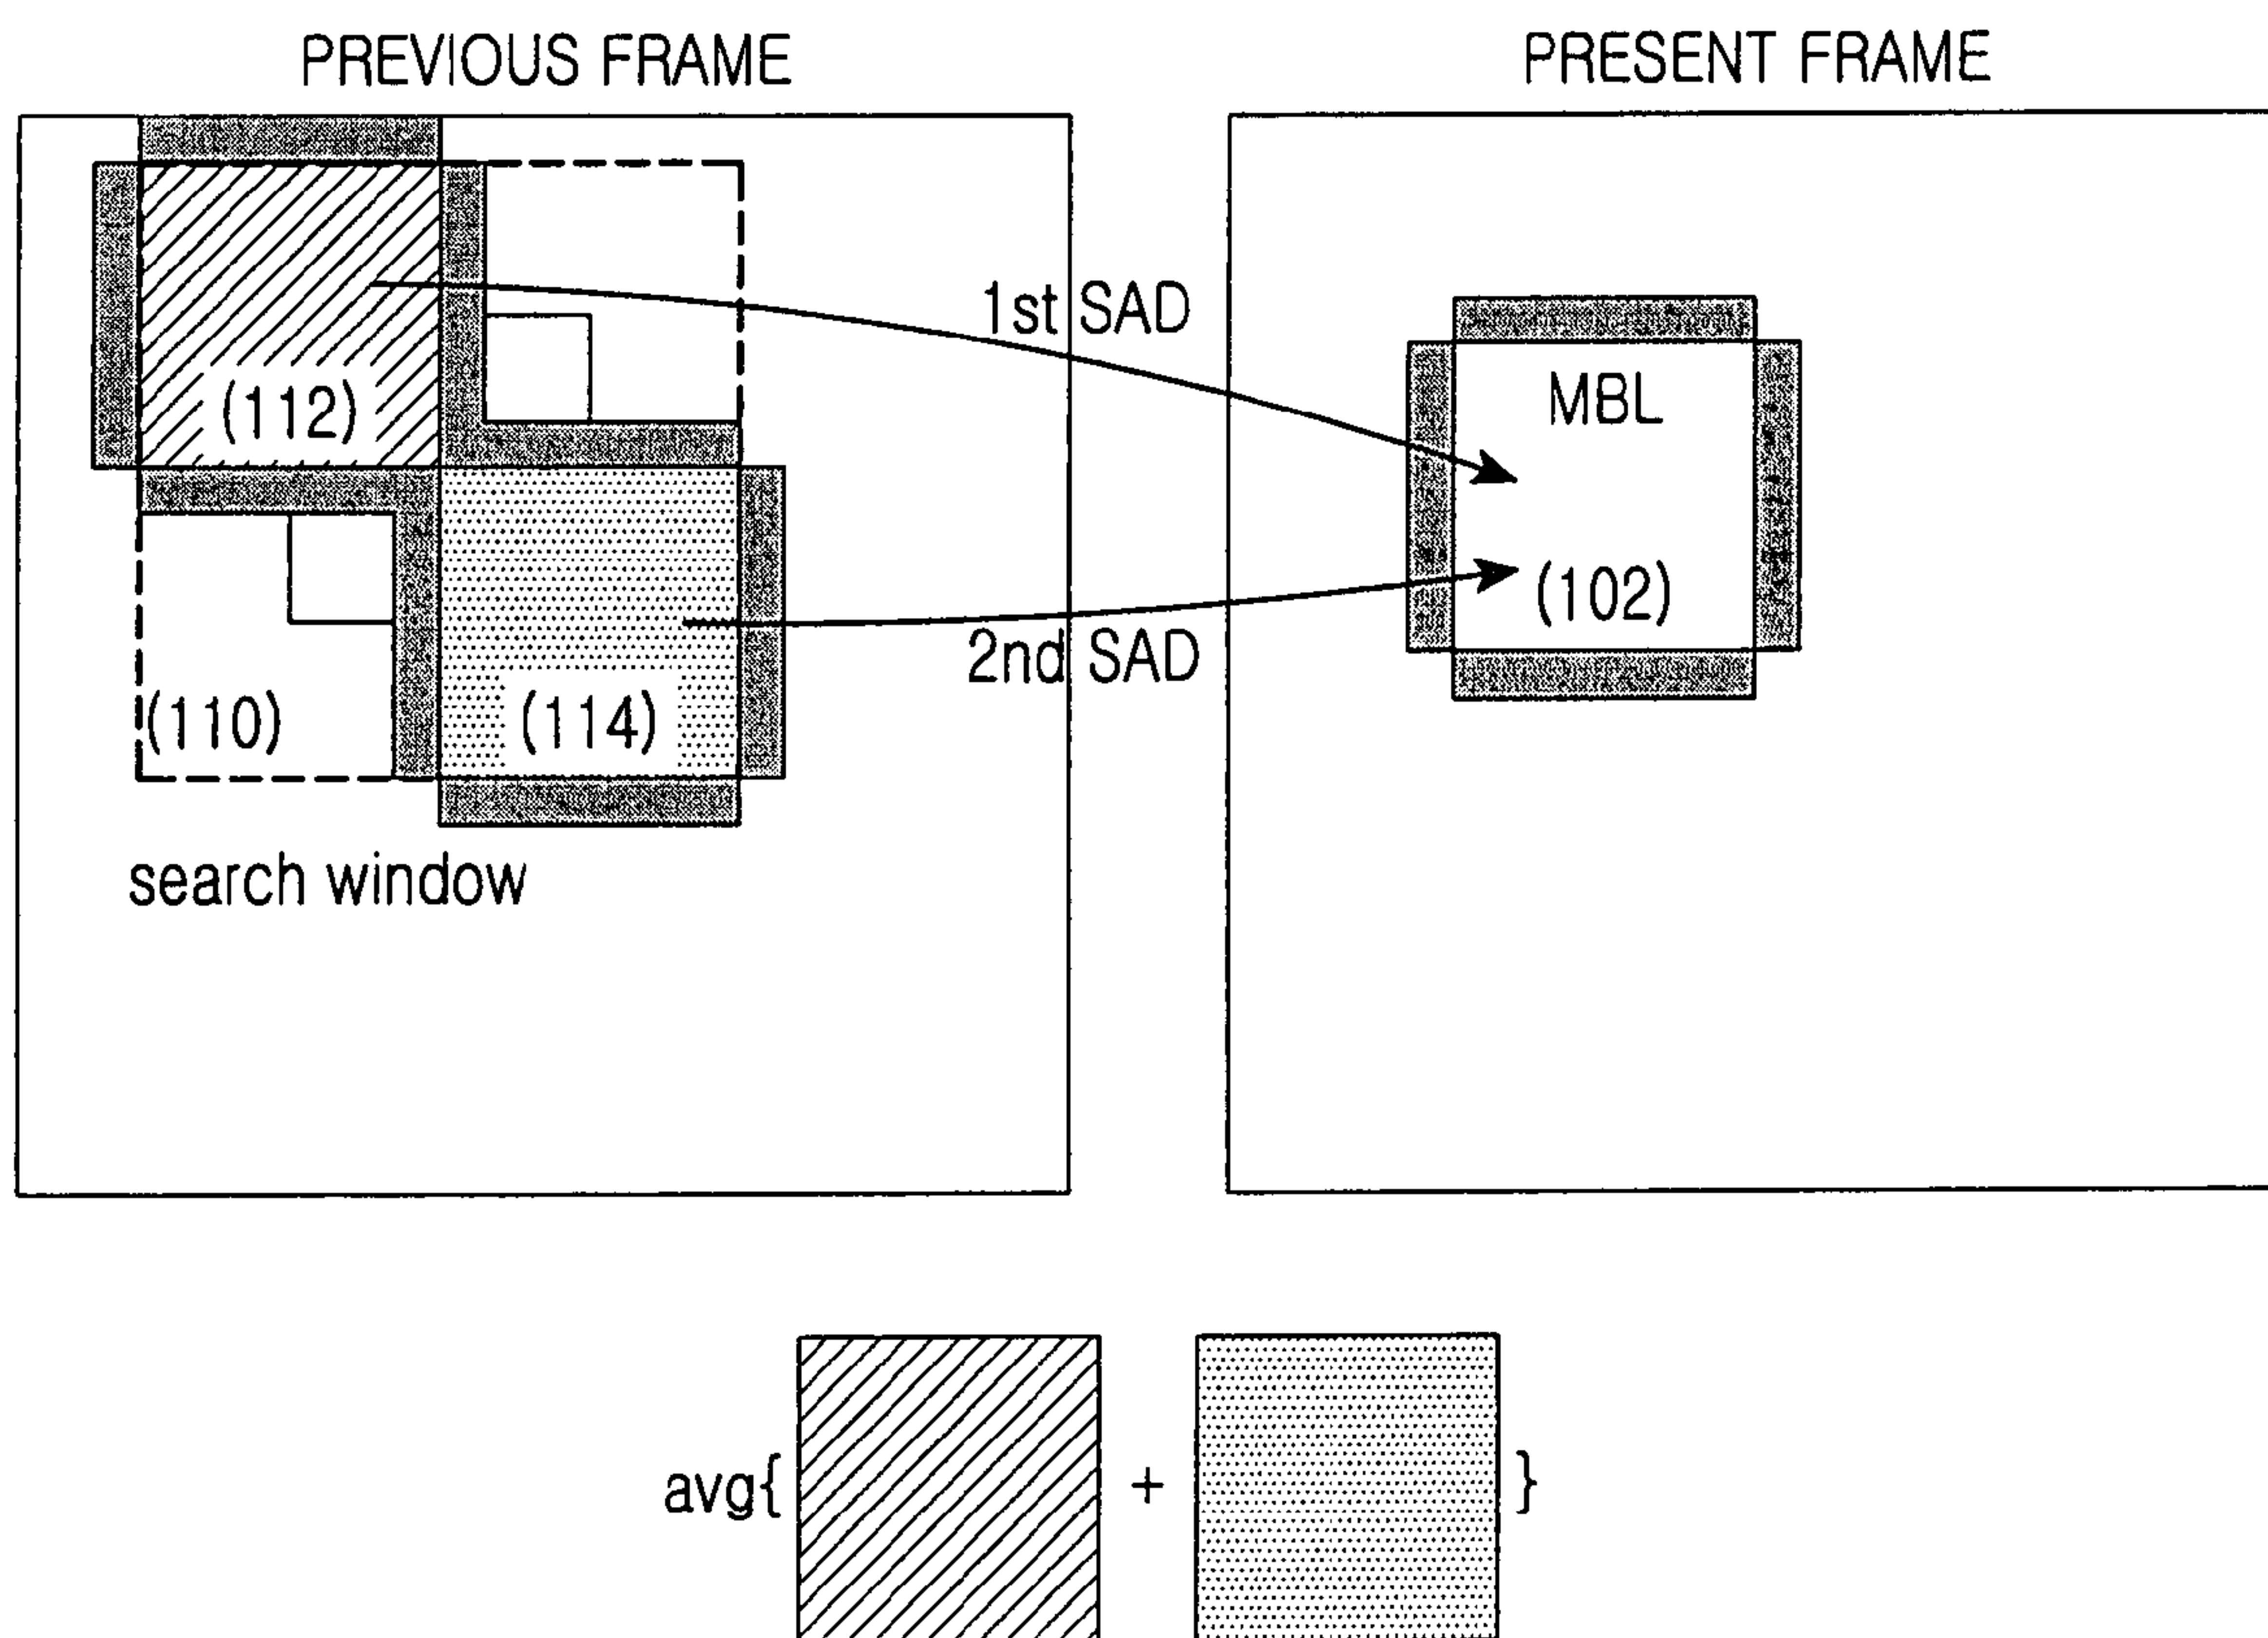 PREVIOUS FRAME
PRESENT FRAME
1st SAD
(112)
MBL
(102)
2nd SAD
(110)
(114)
search window
avg{
+
}